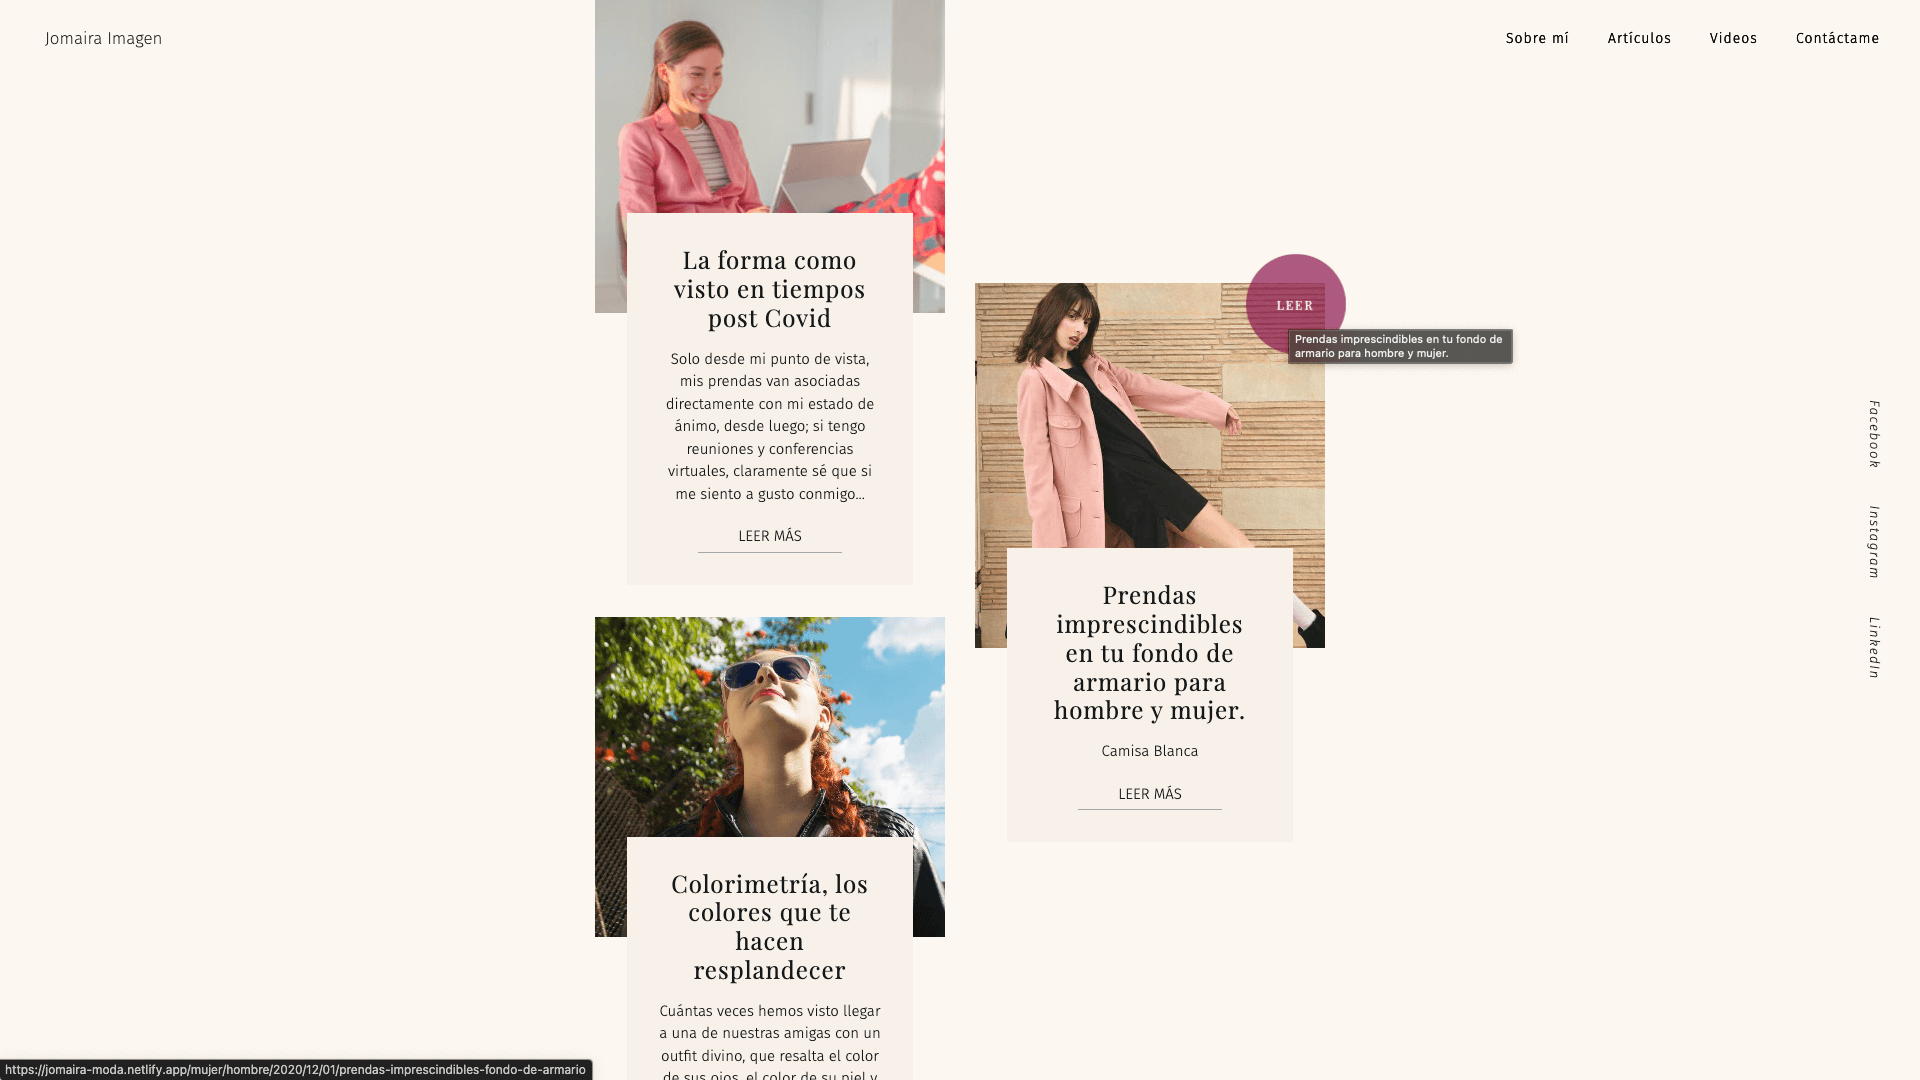 Jomaira Imagen
Sobre mí
Artículos
Videos
Contáctame
La forma como
visto en tiempos
post Covid
Solo desde mi punto de vista,
mis prendas van asociadas
directamente con mi estado de
ánimo, desde luego; si tengo
reuniones y conferencias
virtuales, claramente sé que si
me siento a gusto conmigo...
LEER MÁS
LEER
Prendas imprescindibles en tu fondo de
armario para hombre y mujer.
Prendas
imprescindibles
en tu fondo de
armario para
hombre y mujer.
Camisa Blanca
LEER MÁS
Colorimetría, los
colores que te
hacen
resplandecer
Cuántas veces hemos visto llegar
a una de nuestras amigas con un
outfit divino, que resalta el color
de sus ojos, el color de su piel y
Facebook
Instagram
LinkedIn
https://jomaira-moda.netlify.app/mujer/hombre/2020/12/01/prendas-imprescindibles-fondo-de-armario